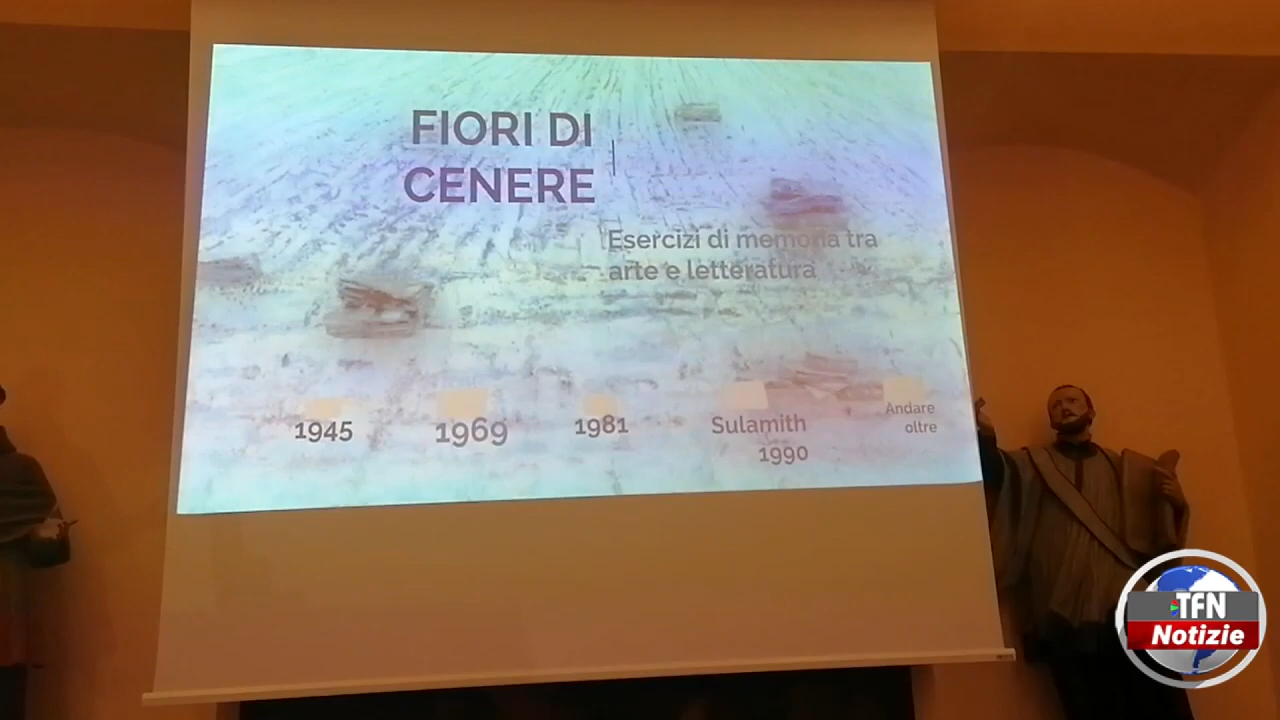 FIORI DI
CENERE
Esercizi di memoria tra
arte e letteratura
1945
1969
1981
Sulamith
1990
Andare
oltre
TFN
Notizie